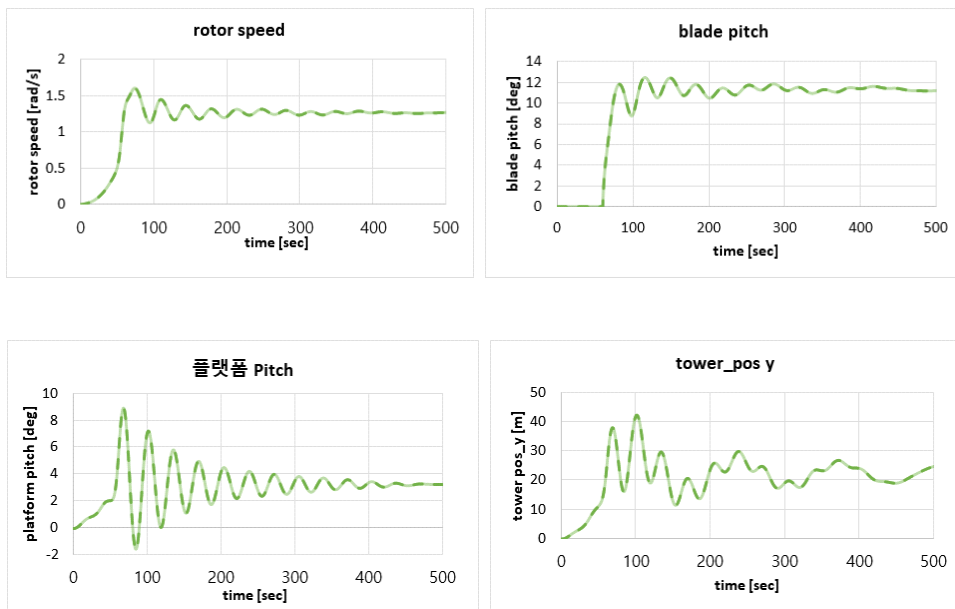 rotor speed
rotor speed [rad/s]
2
1.5
1
0.5
0
0 100 200 300 400 500
time [sec]
blade pitch
blade pitch [deg]
14
12
10
8
6
4
2
0
0 100 200 300 400 500
time [sec]
플랫폼 Pitch
platform pitch [deg]
10
8
6
4
2
0
-2
0 100 200 300 400 500
time [sec]
tower_pos y
tower pos_y [m]
50
40
30
20
10
0
0 100 200 300 400 500
time [sec]